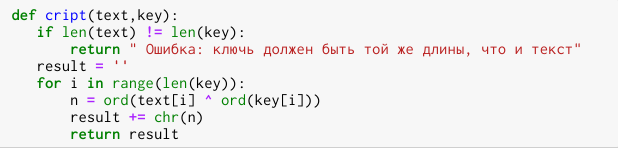 def cript(text,key):
    if len(text) != len(key):
        return " Ошибка: ключь должен быть той же длины, что и текст"
    result = ''
    for i in range(len(key)):
        n = ord(text[i] ^ ord(key[i]))
        result += chr(n)
        return result